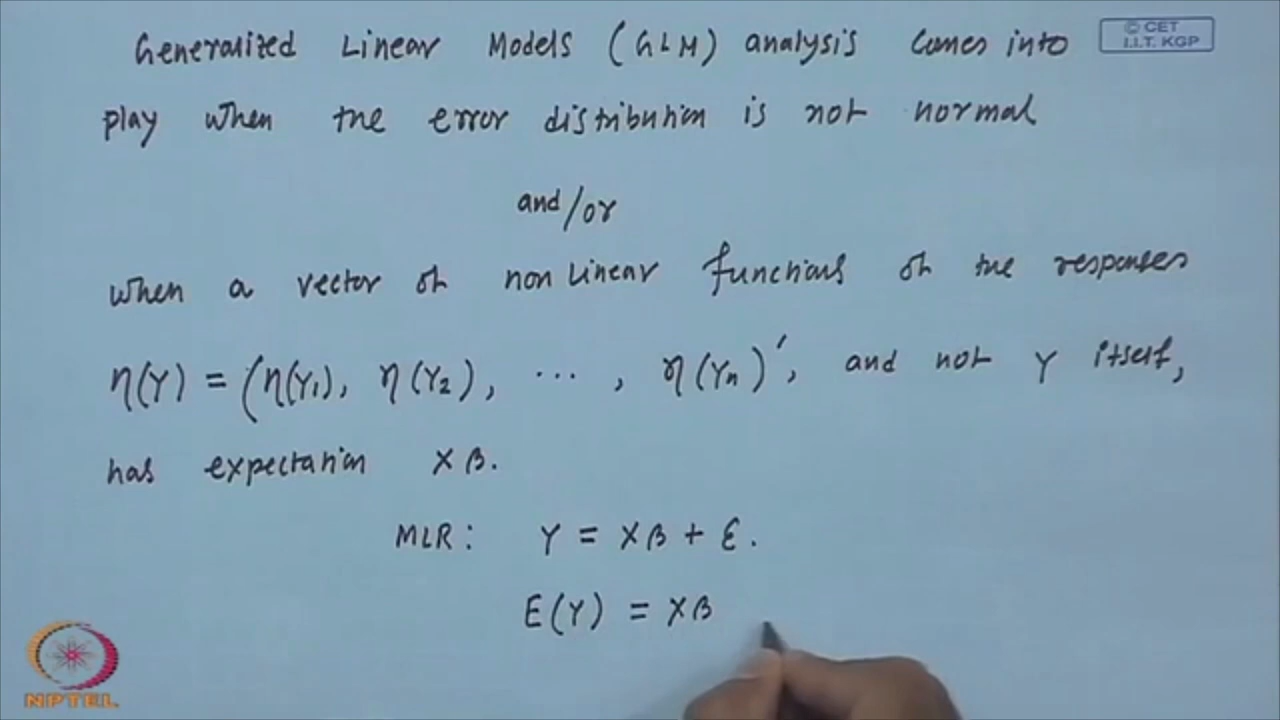 Generalized Linear Models (GLM) analysis comes into
© CET
I.I.T. KGP
play when the error distribution is not normal
and/or
when a vector of non linear functions of the responses
η(Y) = (η(Y₁), η(Y₂), ⋯ , η(Yₙ)′, and not Y itself,
has expectation Xβ.
MLR: Y = Xβ + ε.
E(Y) = Xβ
NPTEL